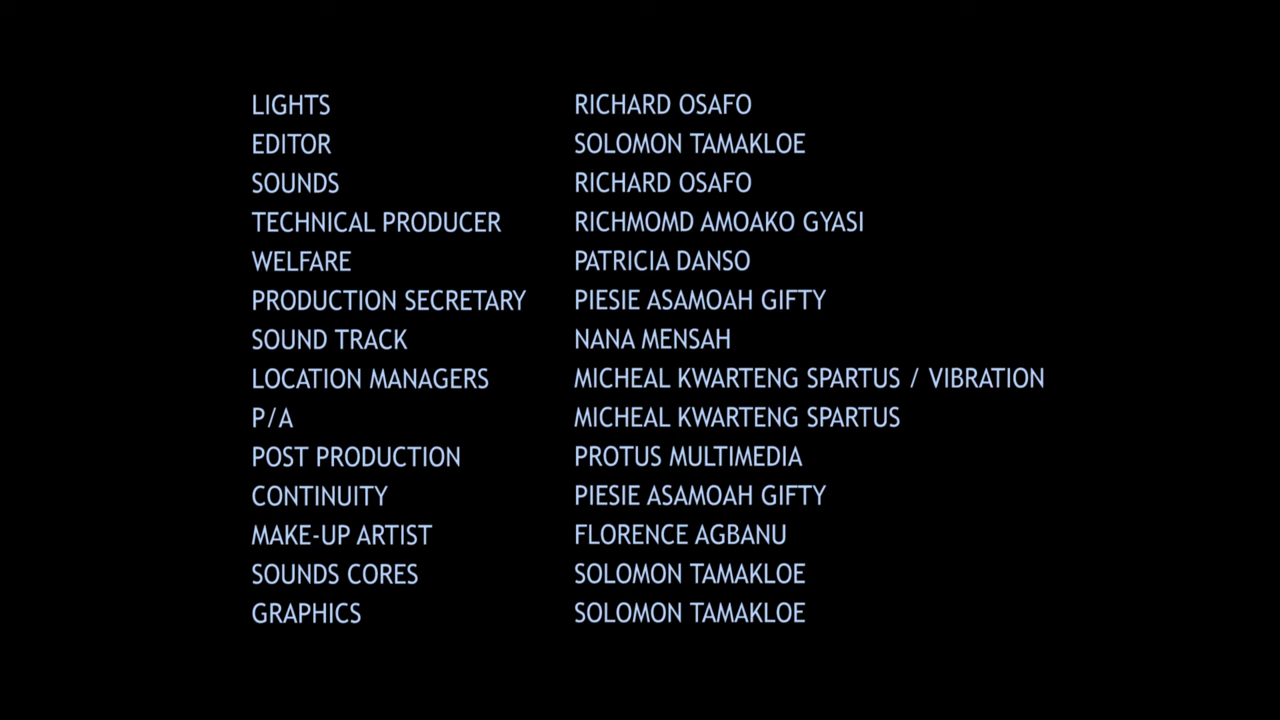 LIGHTS RICHARD OSAFO
EDITOR SOLOMON TAMAKLOE
SOUNDS RICHARD OSAFO
TECHNICAL PRODUCER RICHMOMD AMOAKO GYASI
WELFARE PATRICIA DANSO
PRODUCTION SECRETARY PIESIE ASAMOAH GIFTY
SOUND TRACK NANA MENSAH
LOCATION MANAGERS MICHEAL KWARTENG SPARTUS / VIBRATION
P/A MICHEAL KWARTENG SPARTUS
POST PRODUCTION PROTUS MULTIMEDIA
CONTINUITY PIESIE ASAMOAH GIFTY
MAKE-UP ARTIST FLORENCE AGBANU
SOUNDS CORES SOLOMON TAMAKLOE
GRAPHICS SOLOMON TAMAKLOE